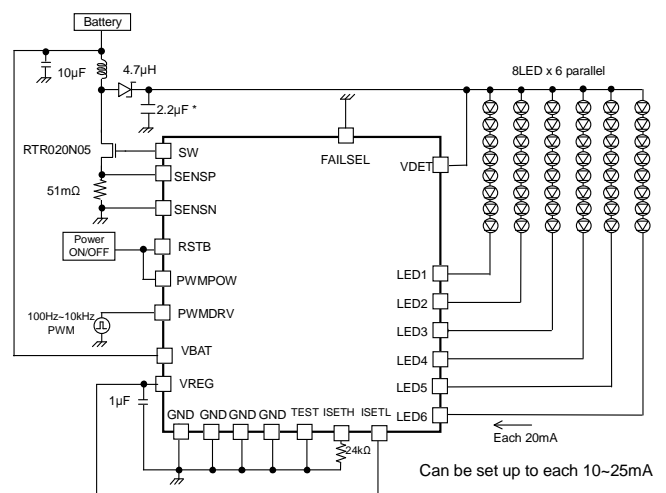 Battery
10µF
4.7µH
8LED x 6 parallel
2.2µF *
RTR020N05
SW
FAILSEL
VDET
SENSP
51mΩ
SENSN
Power
ON/OFF
RSTB
PWMPOW
LED1
LED2
100Hz~10kHz
PWM
PWMDRV
LED3
VBAT
LED4
VREG
LED5
1µF
GND GND GND GND TEST ISETH ISETL
LED6
Each 20mA
24kΩ
Can be set up to each 10~25mA